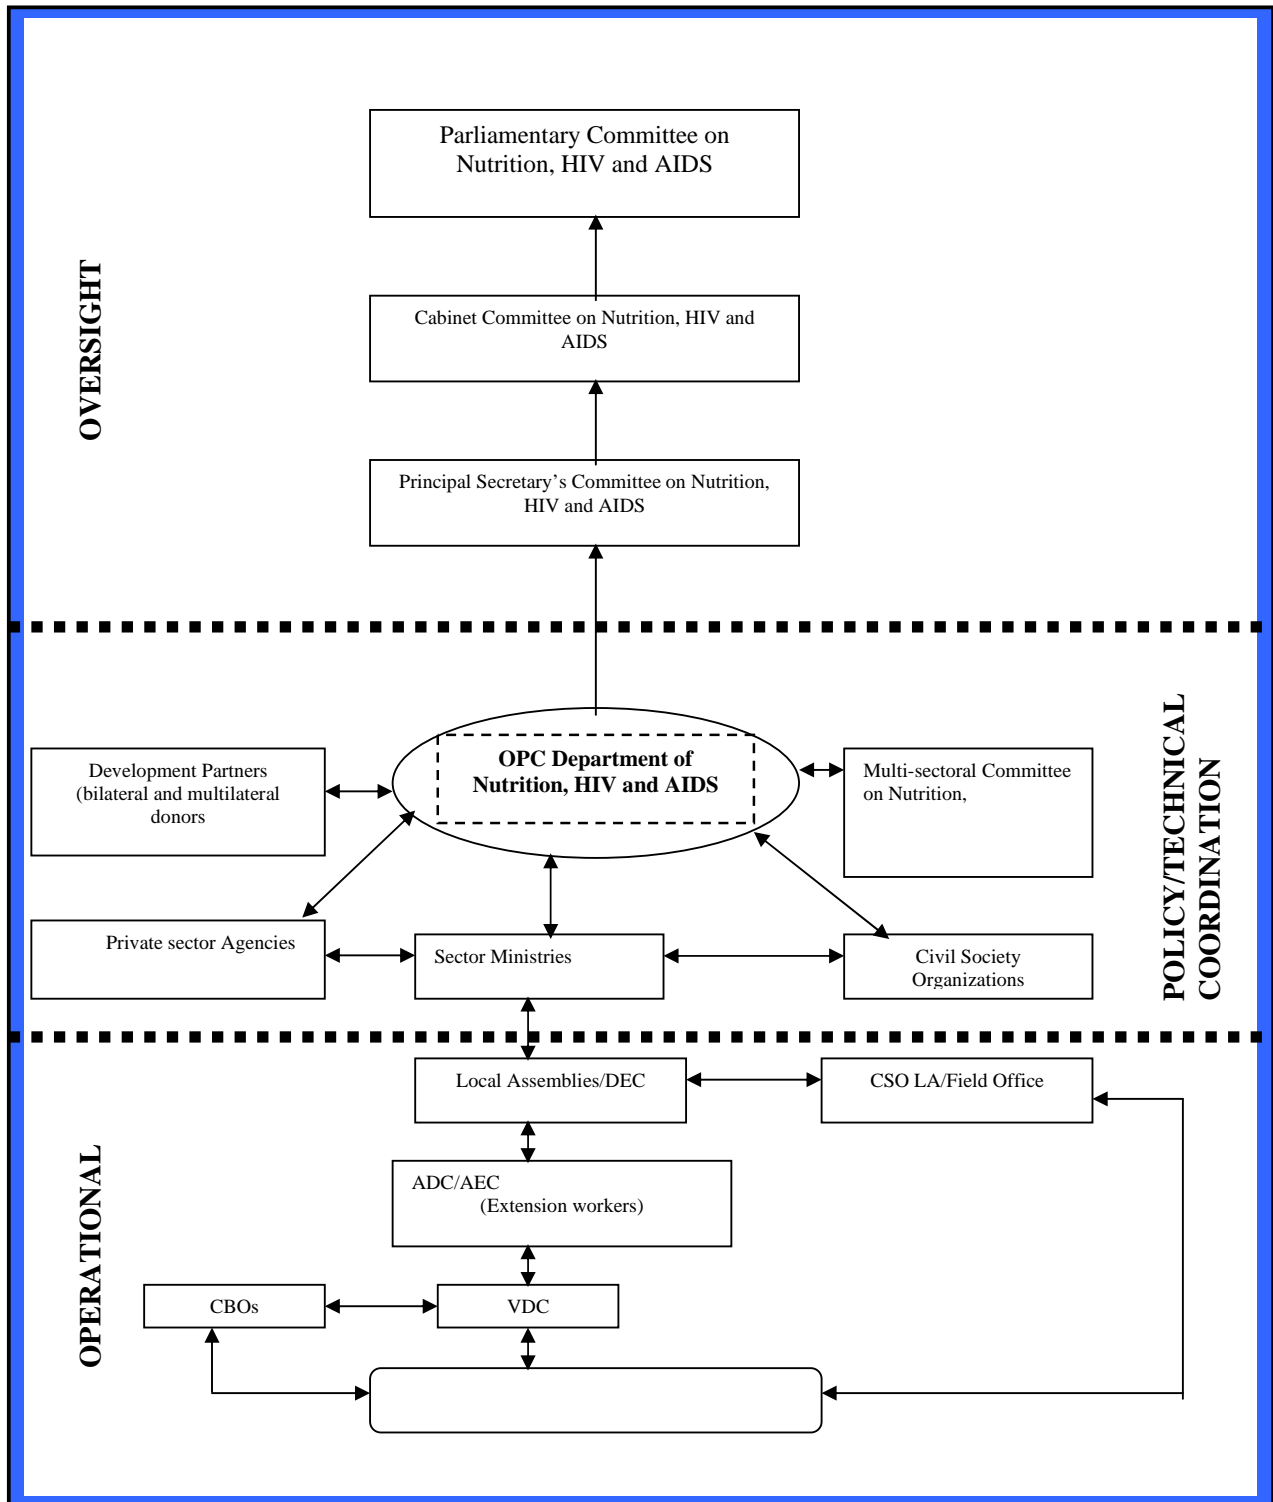 Parliamentary Committee on
Nutrition, HIV and AIDS
OVERSIGHT
Cabinet Committee on Nutrition, HIV and
AIDS
Principal Secretary’s Committee on Nutrition,
HIV and AIDS
OPC Department of
Nutrition, HIV and AIDS
Development Partners
(bilateral and multilateral
donors
Multi-sectoral Committee
on Nutrition,
POLICY/TECHNICAL
COORDINATION
Private sector Agencies
Sector Ministries
Civil Society
Organizations
Local Assemblies/DEC
CSO LA/Field Office
OPERATIONAL
ADC/AEC
(Extension workers)
CBOs
VDC